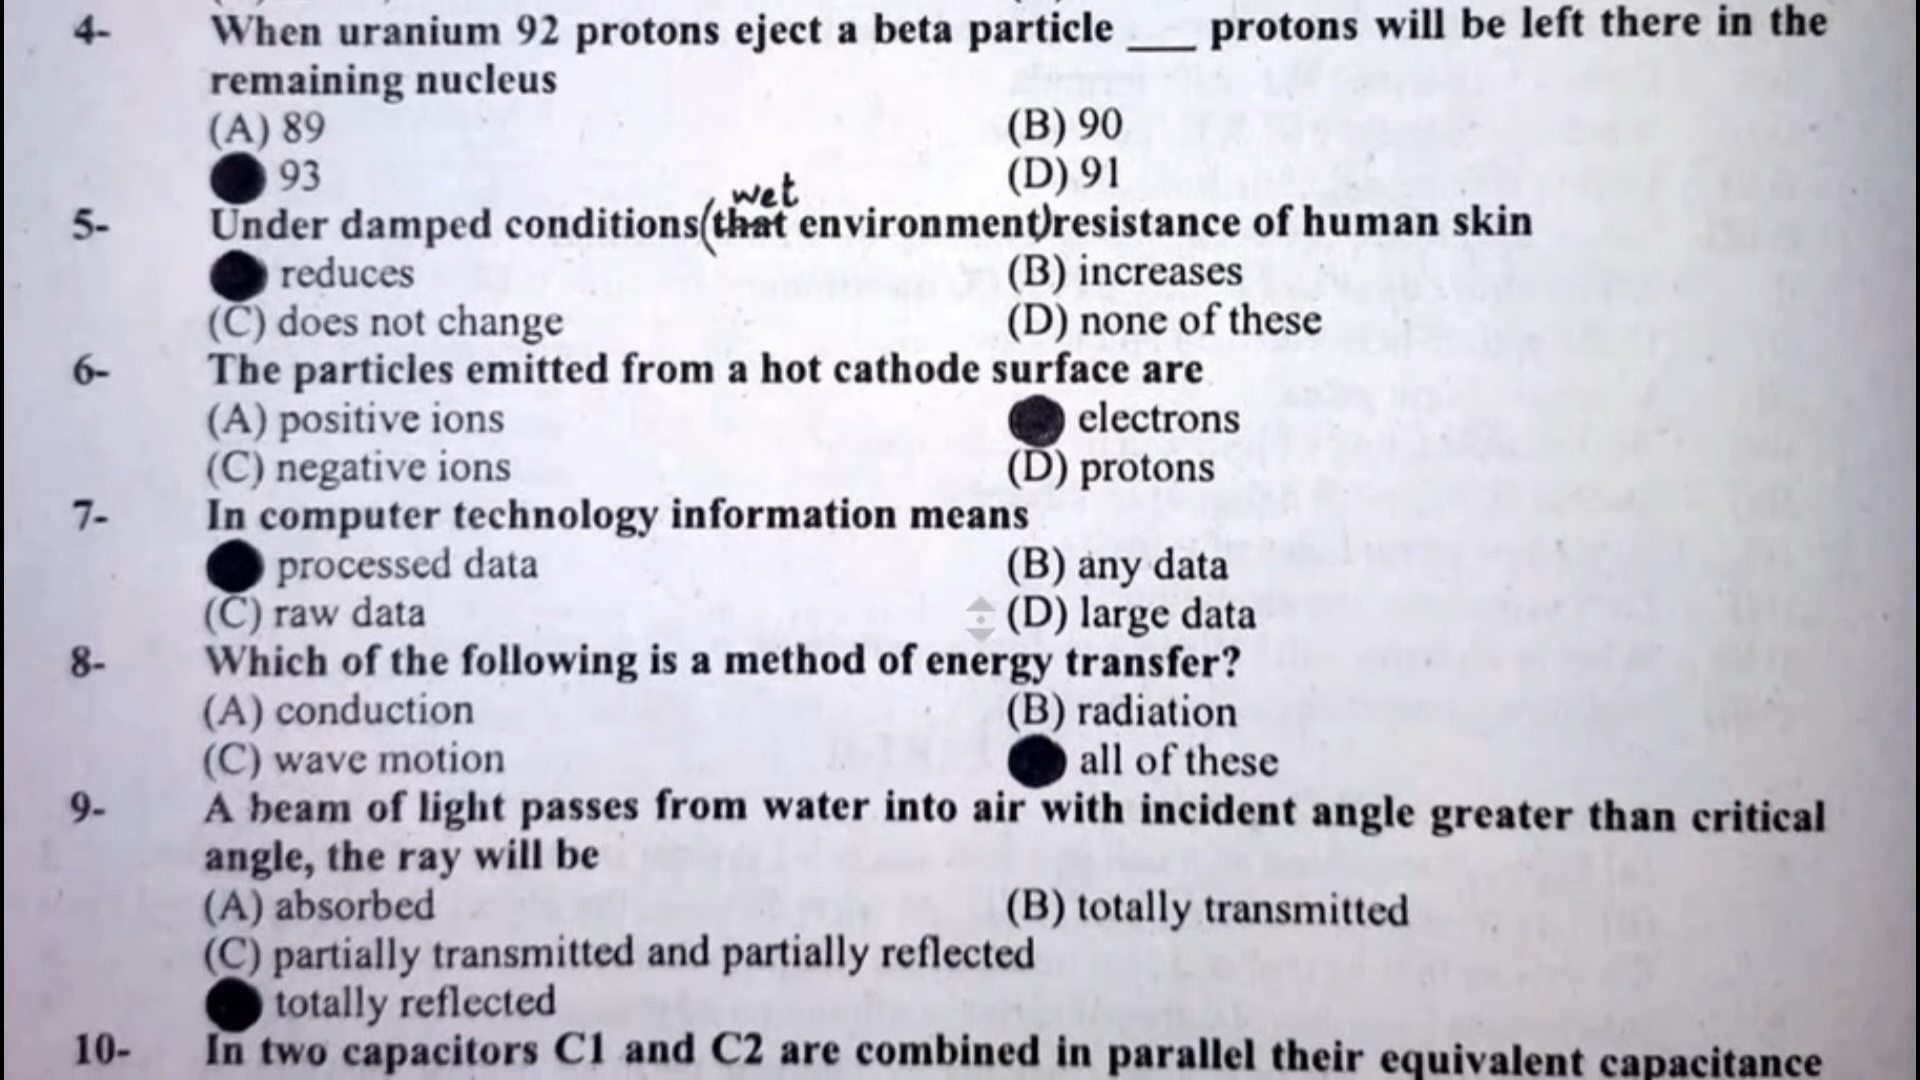 4- When uranium 92 protons eject a beta particle ___ protons will be left there in the
remaining nucleus
(A) 89 (B) 90
93 (D) 91
wet
5- Under damped conditions(that environment)resistance of human skin
reduces (B) increases
(C) does not change (D) none of these
6- The particles emitted from a hot cathode surface are
(A) positive ions electrons
(C) negative ions (D) protons
7- In computer technology information means
processed data (B) any data
(C) raw data (D) large data
8- Which of the following is a method of energy transfer?
(A) conduction (B) radiation
(C) wave motion all of these
9- A beam of light passes from water into air with incident angle greater than critical
angle, the ray will be
(A) absorbed (B) totally transmitted
(C) partially transmitted and partially reflected
totally reflected
10- In two capacitors C1 and C2 are combined in parallel their equivalent capacitance